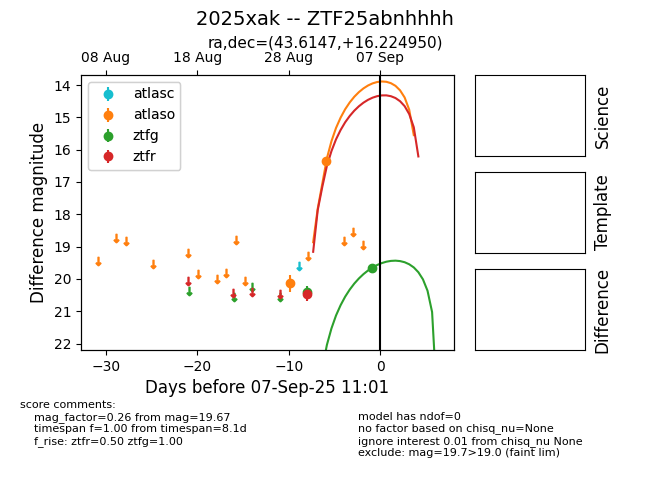 2025xak -- ZTF25abnhhhh
ra,dec=(43.6147,+16.224950)
08 Aug
18 Aug
28 Aug
07 Sep
atlasc
atlaso
ztfg
ztfr
14
15
16
17
18
19
20
21
22
Difference magnitude
−30
−20
−10
0
Days before 07-Sep-25 11:01
Science
Template
Difference
score comments:
mag_factor=0.26 from mag=19.67
timespan f=1.00 from timespan=8.1d
f_rise: ztfr=0.50 ztfg=1.00
model has ndof=0
no factor based on chisq_nu=None
ignore interest 0.01 from chisq_nu None
exclude: mag=19.7>19.0 (faint lim)